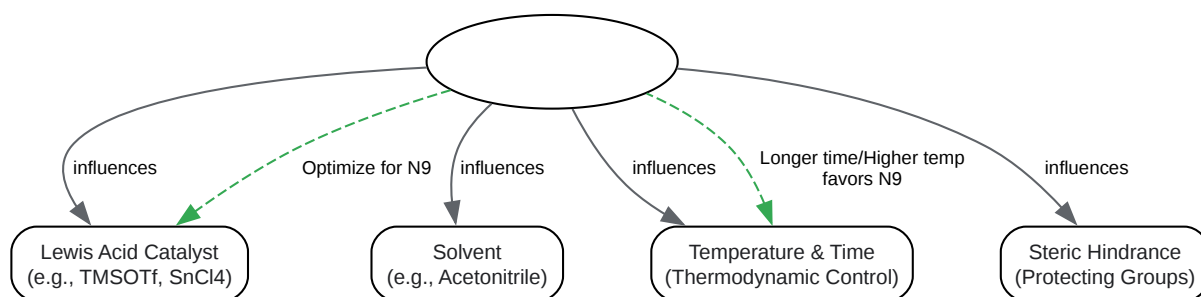 influences
Optimize for N9
influences
influences
Longer time/Higher temp
favors N9
influences
Lewis Acid Catalyst
(e.g., TMSOTf, SnCl4)
Solvent
(e.g., Acetonitrile)
Temperature & Time
(Thermodynamic Control)
Steric Hindrance
(Protecting Groups)